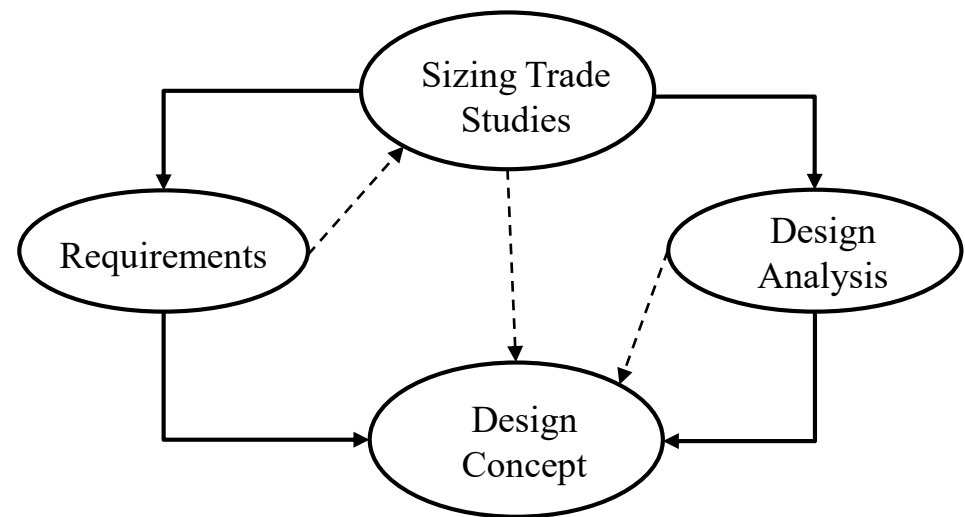 Sizing Trade
Studies
Requirements
Design
Analysis
Design
Concept